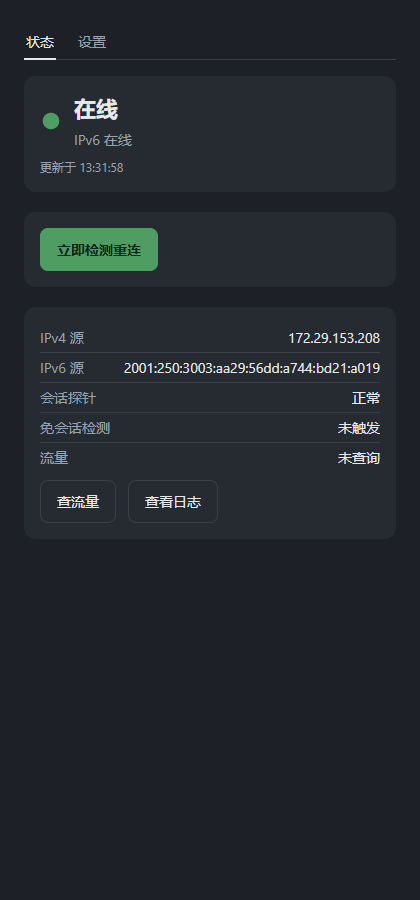 状态 设置
在线
IPv6 在线
更新于 13:31:58
立即检测重连
IPv4 源 172.29.153.208
IPv6 源 2001:250:3003:aa29:56dd:a744:bd21:a019
会话探针 正常
免会话检测 未触发
流量 未查询
查流量 查看日志